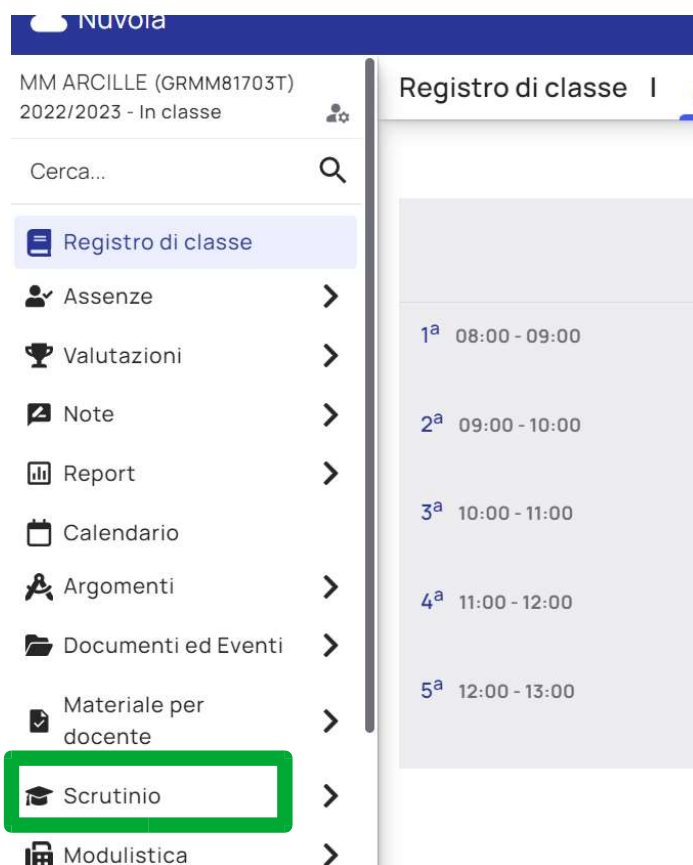 Nuvola
MM ARCILLE (GRMM81703T)
2022/2023 - In classe
Cerca...
Registro di classe
Assenze
Valutazioni
Note
Report
Calendario
Argomenti
Documenti ed Eventi
Materiale per
docente
Scrutinio
Modulistica
Registro di classe |
1ª 08:00 - 09:00
2ª 09:00 - 10:00
3ª 10:00 - 11:00
4ª 11:00 - 12:00
5ª 12:00 - 13:00